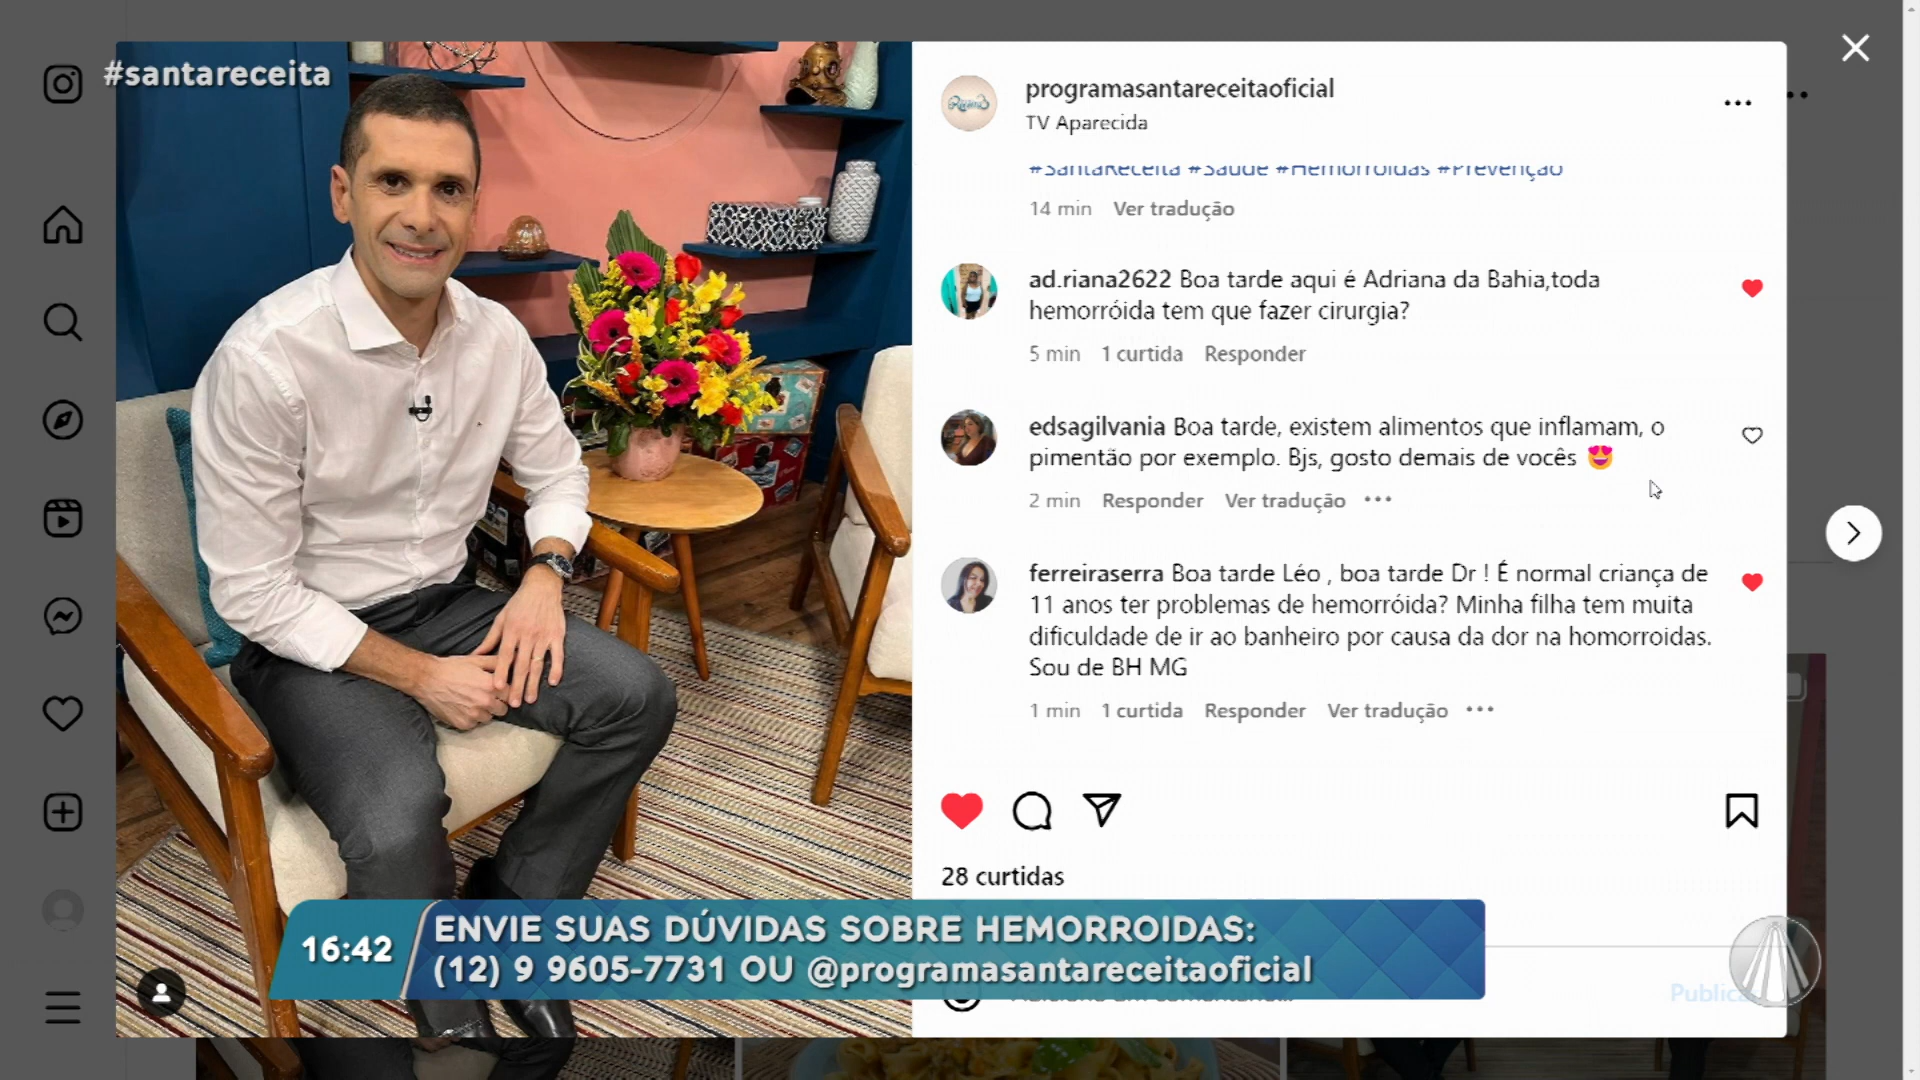 #santareceita
programasantareceitaoficial
TV Aparecida
#SantaReceita #Saúde #Hemorroidas #Prevenção
14 min Ver tradução
ad.riana2622 Boa tarde aqui é Adriana da Bahia,toda
hemorróida tem que fazer cirurgia?
5 min 1 curtida Responder
edsagilvania Boa tarde, existem alimentos que inflamam, o
pimentão por exemplo. Bjs, gosto demais de vocês 😍
2 min Responder Ver tradução
ferreiraserra Boa tarde Léo , boa tarde Dr ! É normal criança de
11 anos ter problemas de hemorróida? Minha filha tem muita
dificuldade de ir ao banheiro por causa da dor na homorroidas.
Sou de BH MG
1 min 1 curtida Responder Ver tradução
28 curtidas
16:42
ENVIE SUAS DÚVIDAS SOBRE HEMORROIDAS:
(12) 9 9605-7731 OU @programasantareceitaoficial